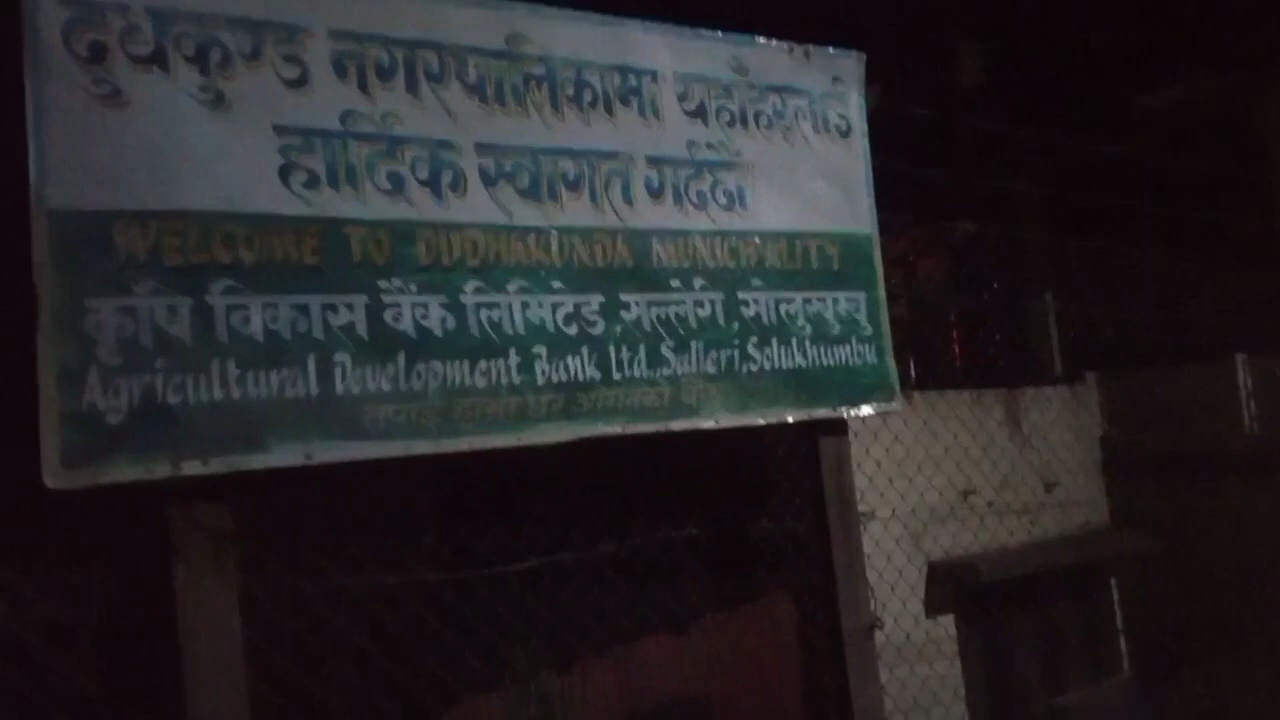 दुधकुण्ड नगरपालिकामा यहाँहरुलाई
हार्दिक स्वागत गर्दछौं
WELCOME TO DUDHAKUNDA MUNICIPALITY
कृषि विकास बैंक लिमिटेड, सल्लेरी, सोलुखुम्बु
Agricultural Development Bank Ltd., Salleri, Solukhumbu